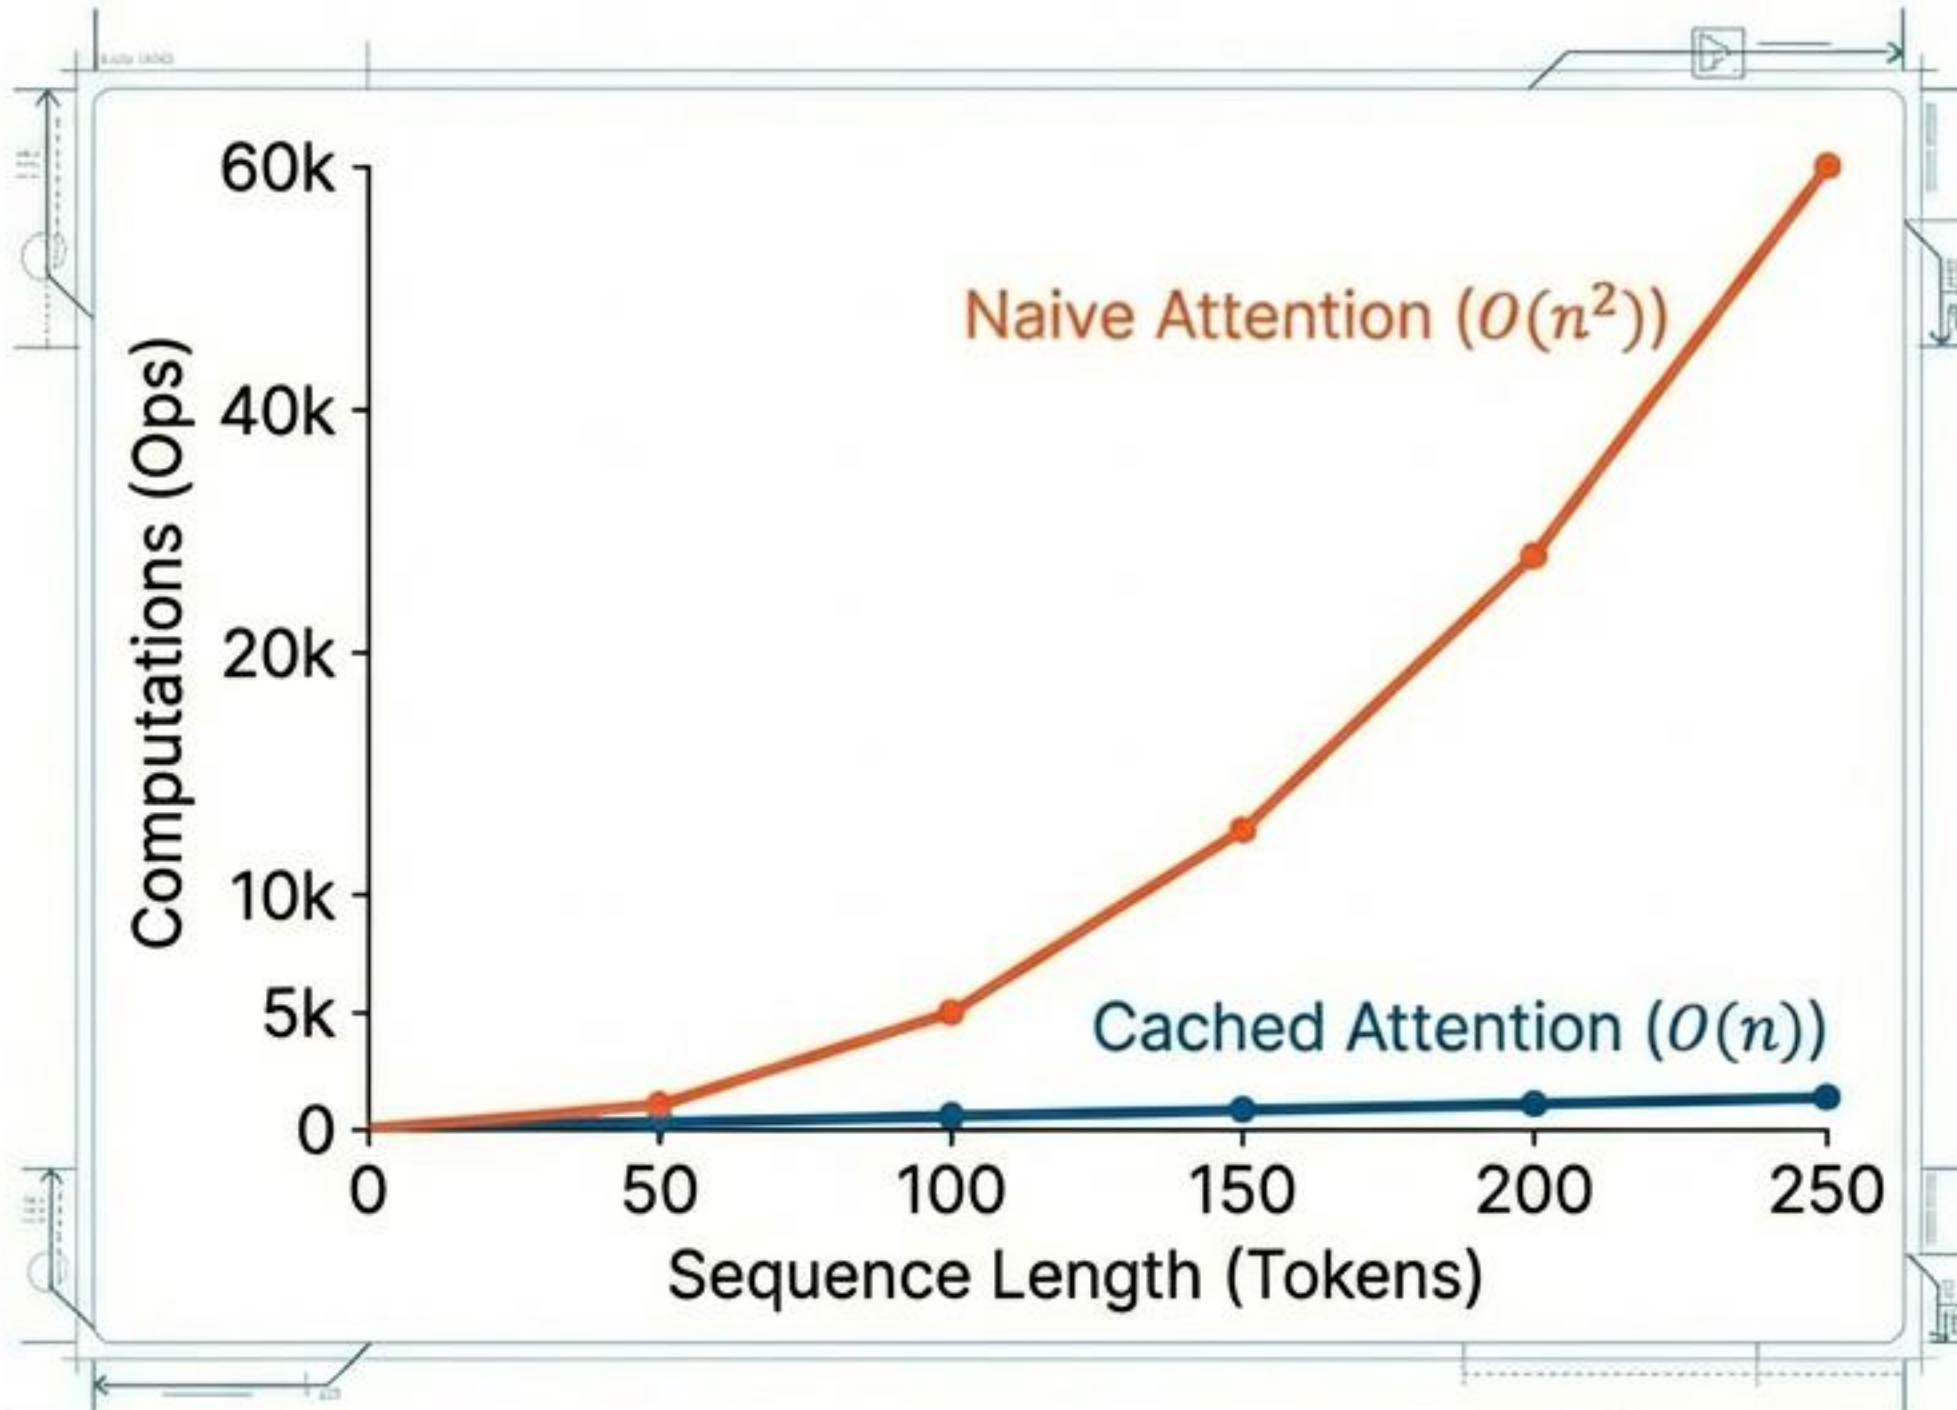 60k
Naive Attention (O(n²))
40k
Computations (Ops)
20k
10k
5k
Cached Attention (O(n))
0
0 50 100 150 200 250
Sequence Length (Tokens)